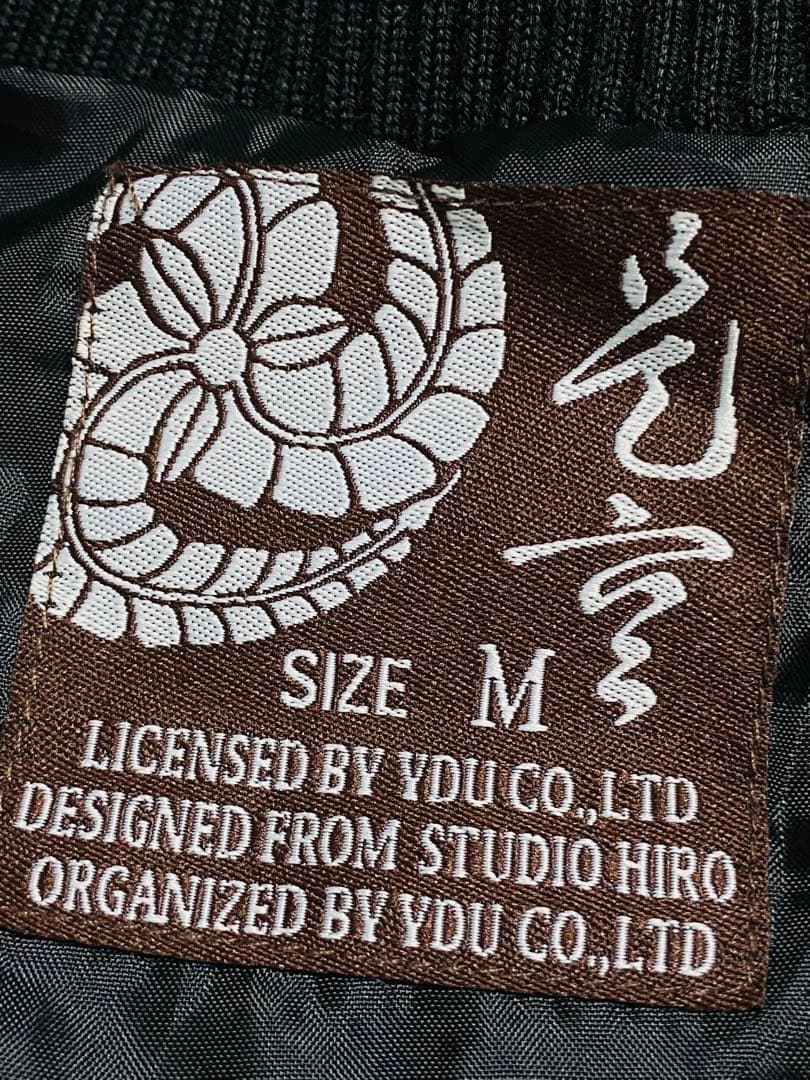 SIZE M
LICENSED BY YDU CO.,LTD
DESIGNED FROM STUDIO HIRO
ORGANIZED BY YDU CO.,LTD